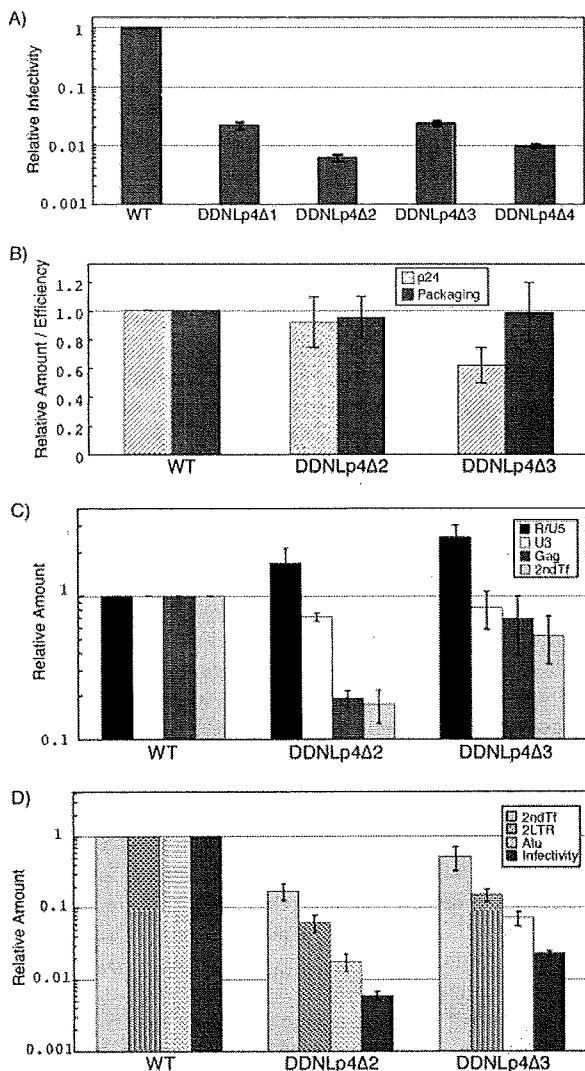 A)
Relative Infectivity
1
0.1
0.01
0.001
WT
DDNLp4Δ1
DDNLp4Δ2
DDNLp4Δ3
DDNLp4Δ4
B)
Relative Amount / Efficiency
1.2
1.0
0.8
0.6
0.4
0.2
0
p24
Packaging
WT
DDNLp4Δ2
DDNLp4Δ3
C)
Relative Amount
1
0.1
R/U5
U3
Gag
2ndTf
WT
DDNLp4Δ2
DDNLp4Δ3
D)
Relative Amount
1
0.1
0.01
0.001
2ndTf
2LTR
Alu
Infectivity
WT
DDNLp4Δ2
DDNLp4Δ3